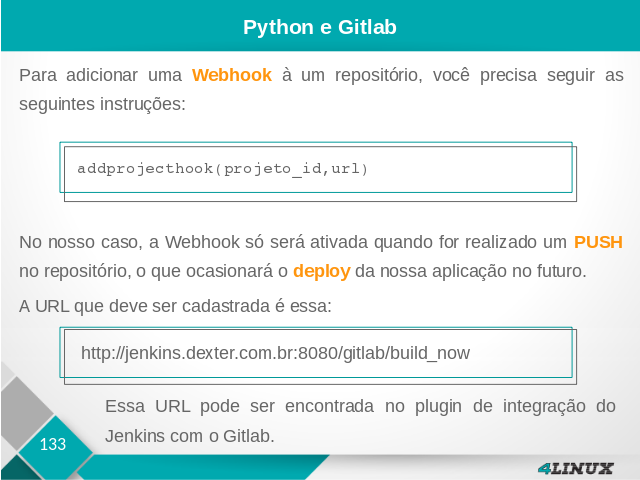 Python e Gitlab
Para adicionar uma Webhook à um repositório, você precisa seguir as
seguintes instruções:
addprojecthook(projeto_id,url)
No nosso caso, a Webhook só será ativada quando for realizado um PUSH
no repositório, o que ocasionará o deploy da nossa aplicação no futuro.
A URL que deve ser cadastrada é essa:
http://jenkins.dexter.com.br:8080/gitlab/build_now
Essa URL pode ser encontrada no plugin de integração do
Jenkins com o Gitlab.
133
4LINUX